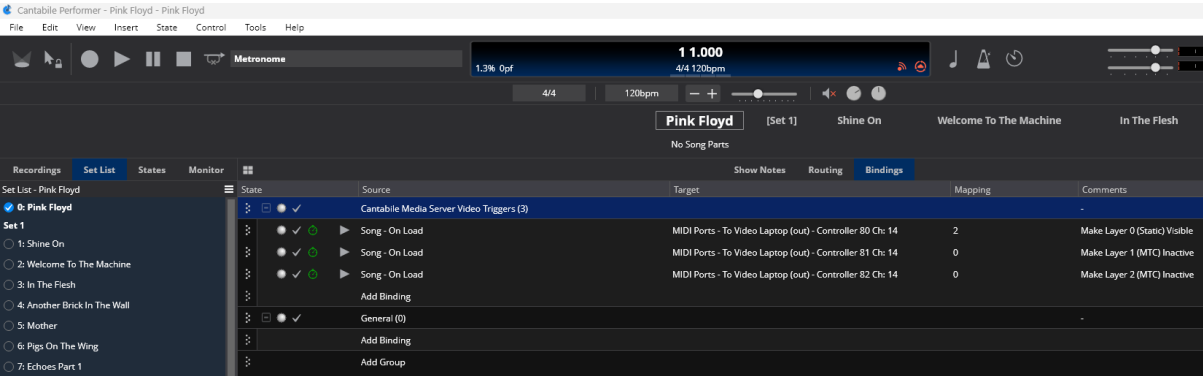 Cantabile Performer - Pink Floyd - Pink Floyd
File Edit View Insert State Control Tools Help
Metronome
1 1.000
1.3% 0pf 4/4 120bpm
4/4 120bpm
Pink Floyd [Set 1] Shine On Welcome To The Machine In The Flesh
No Song Parts
Recordings Set List States Monitor Show Notes Routing Bindings
Set List - Pink Floyd State Source Target Mapping Comments
0: Pink Floyd Cantabile Media Server Video Triggers (3) -
Set 1 Song - On Load MIDI Ports - To Video Laptop (out) - Controller 80 Ch: 14 2 Make Layer 0 (Static) Visible
1: Shine On Song - On Load MIDI Ports - To Video Laptop (out) - Controller 81 Ch: 14 0 Make Layer 1 (MTC) Inactive
2: Welcome To The Machine Song - On Load MIDI Ports - To Video Laptop (out) - Controller 82 Ch: 14 0 Make Layer 2 (MTC) Inactive
3: In The Flesh Add Binding
4: Another Brick In The Wall General (0) -
5: Mother Add Binding
6: Pigs On The Wing Add Group
7: Echoes Part 1